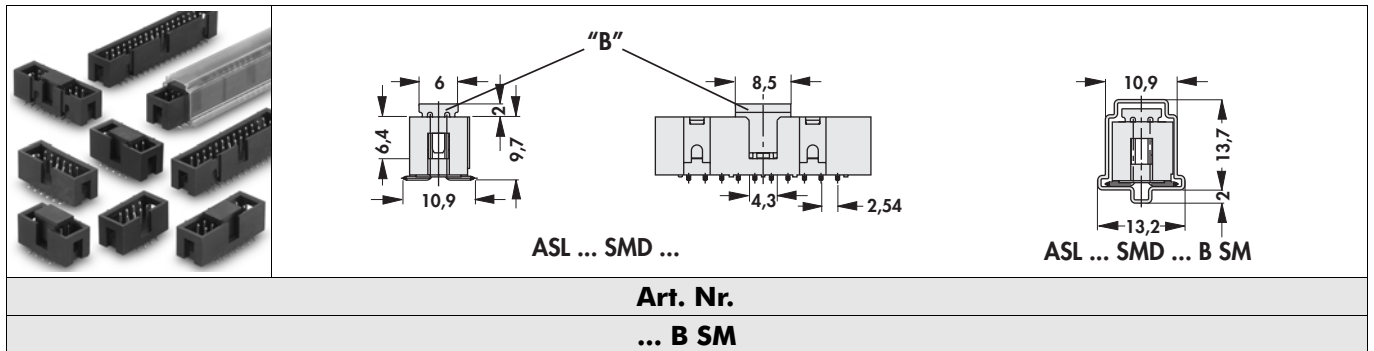 “B”
6
2
6,4
9,7
10,9
8,5
4,3
2,54
ASL ... SMD ...
10,9
13,7
2
13,2
ASL ... SMD ... B SM
Art. Nr.
... B SM